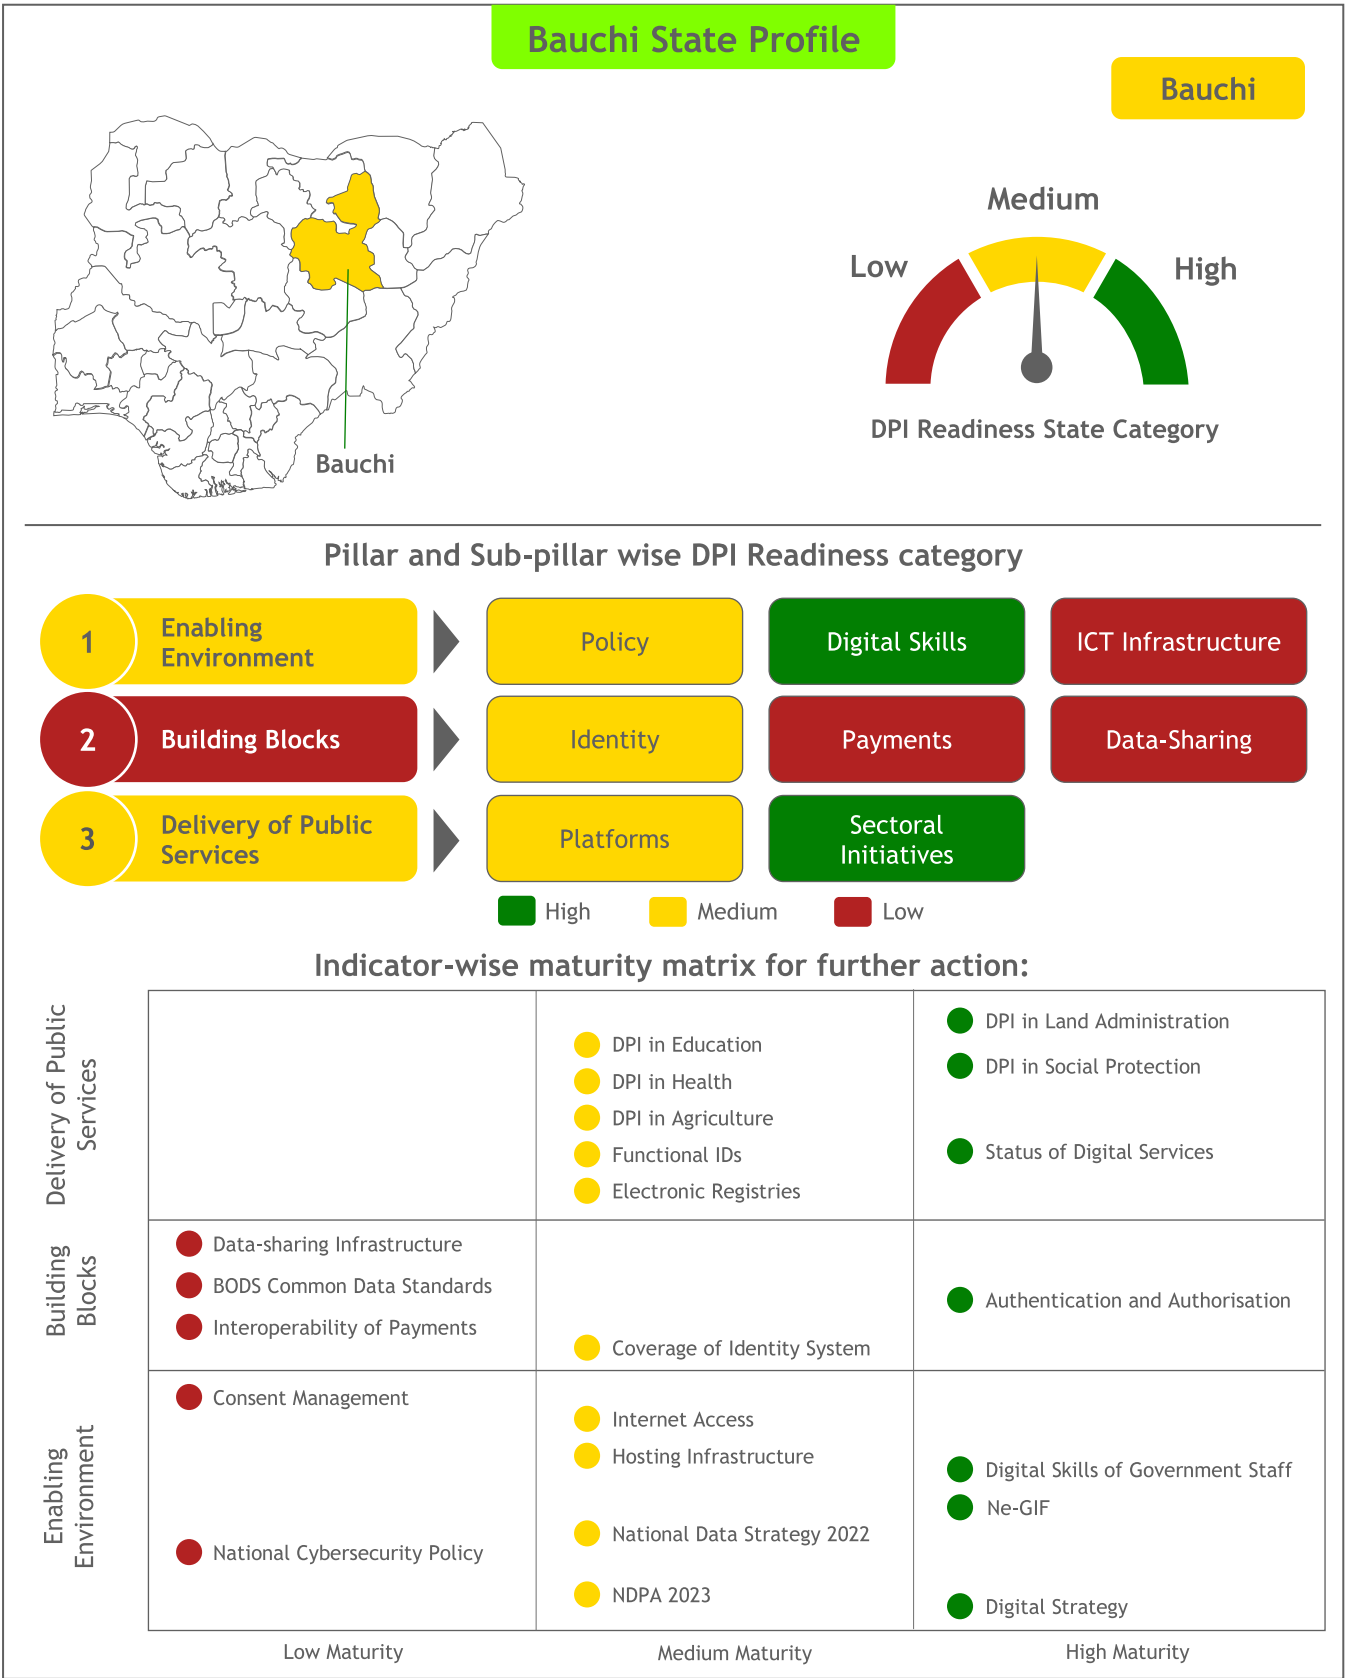 Bauchi State Profile
Bauchi
Medium
Low
High
DPI Readiness State Category
Bauchi
Pillar and Sub-pillar wise DPI Readiness category
1
Enabling
Environment
Policy
Digital Skills
ICT Infrastructure
2
Building Blocks
Identity
Payments
Data-Sharing
3
Delivery of Public
Services
Platforms
Sectoral
Initiatives
High
Medium
Low
Indicator-wise maturity matrix for further action:
Delivery of Public
Services
DPI in Education
DPI in Health
DPI in Agriculture
Functional IDs
Electronic Registries
DPI in Land Administration
DPI in Social Protection
Status of Digital Services
Building
Blocks
Data-sharing Infrastructure
BODS Common Data Standards
Interoperability of Payments
Coverage of Identity System
Authentication and Authorisation
Enabling
Environment
Consent Management
National Cybersecurity Policy
Internet Access
Hosting Infrastructure
National Data Strategy 2022
NDPA 2023
Digital Skills of Government Staff
Ne-GIF
Digital Strategy
Low Maturity
Medium Maturity
High Maturity